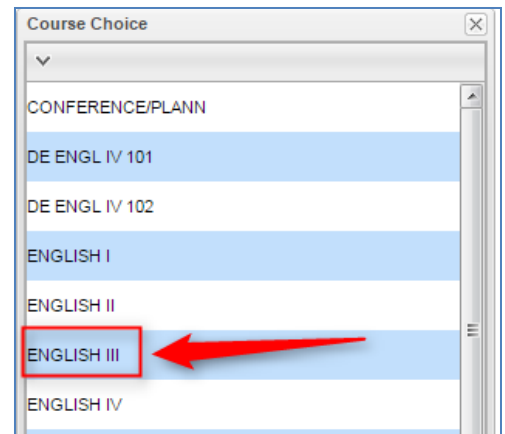 Course Choice
CONFERENCE/PLANN
DE ENGL IV 101
DE ENGL IV 102
ENGLISH I
ENGLISH II
ENGLISH III
ENGLISH IV